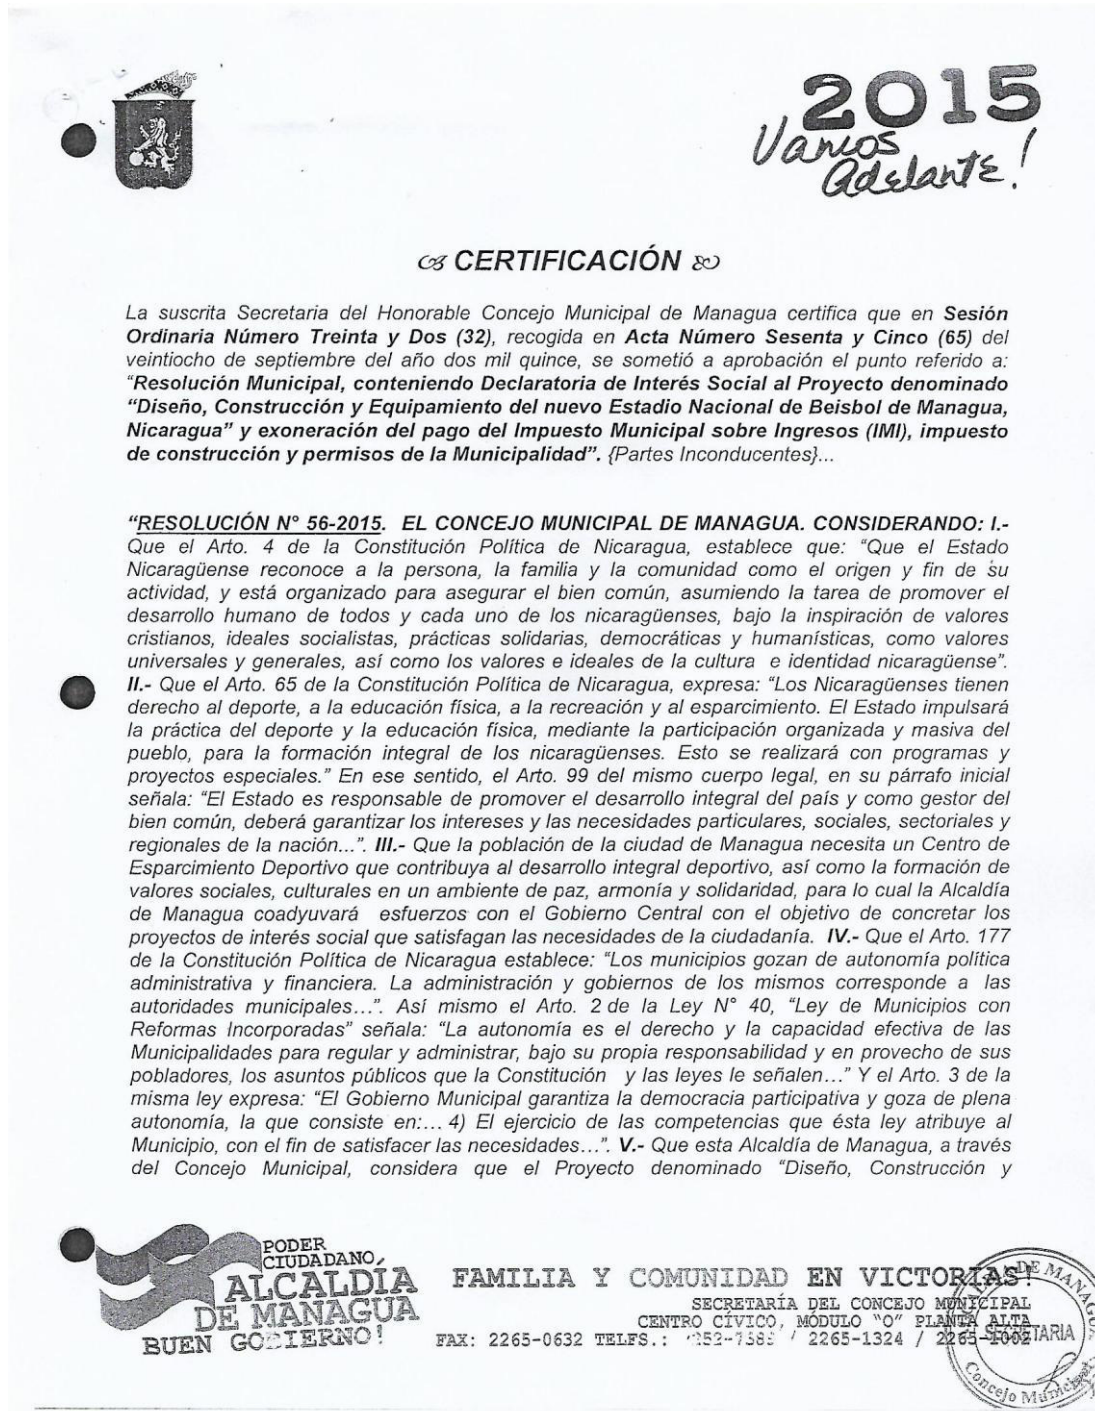 2015
Vamos
adelante!
CERTIFICACIÓN
La suscrita Secretaria del Honorable Concejo Municipal de Managua certifica que en Sesión
Ordinaria Número Treinta y Dos (32), recogida en Acta Número Sesenta y Cinco (65) del
veintiocho de septiembre del año dos mil quince, se sometió a aprobación el punto referido a:
“Resolución Municipal, conteniendo Declaratoria de Interés Social al Proyecto denominado
“Diseño, Construcción y Equipamiento del nuevo Estadio Nacional de Beisbol de Managua,
Nicaragua” y exoneración del pago del Impuesto Municipal sobre Ingresos (IMI), impuesto
de construcción y permisos de la Municipalidad”. {Partes Inconducentes}...
“RESOLUCIÓN N° 56-2015. EL CONCEJO MUNICIPAL DE MANAGUA. CONSIDERANDO: I.-
Que el Arto. 4 de la Constitución Política de Nicaragua, establece que: “Que el Estado
Nicaragüense reconoce a la persona, la familia y la comunidad como el origen y fin de su
actividad, y está organizado para asegurar el bien común, asumiendo la tarea de promover el
desarrollo humano de todos y cada uno de los nicaragüenses, bajo la inspiración de valores
cristianos, ideales socialistas, prácticas solidarias, democráticas y humanísticas, como valores
universales y generales, así como los valores e ideales de la cultura e identidad nicaragüense”.
II.- Que el Arto. 65 de la Constitución Política de Nicaragua, expresa: “Los Nicaragüenses tienen
derecho al deporte, a la educación física, a la recreación y al esparcimiento. El Estado impulsará
la práctica del deporte y la educación física, mediante la participación organizada y masiva del
pueblo, para la formación integral de los nicaragüenses. Esto se realizará con programas y
proyectos especiales.” En ese sentido, el Arto. 99 del mismo cuerpo legal, en su párrafo inicial
señala: “El Estado es responsable de promover el desarrollo integral del país y como gestor del
bien común, deberá garantizar los intereses y las necesidades particulares, sociales, sectoriales y
regionales de la nación...”. III.- Que la población de la ciudad de Managua necesita un Centro de
Esparcimiento Deportivo que contribuya al desarrollo integral deportivo, así como la formación de
valores sociales, culturales en un ambiente de paz, armonía y solidaridad, para lo cual la Alcaldía
de Managua coadyuvará esfuerzos con el Gobierno Central con el objetivo de concretar los
proyectos de interés social que satisfagan las necesidades de la ciudadanía. IV.- Que el Arto. 177
de la Constitución Política de Nicaragua establece: “Los municipios gozan de autonomía política
administrativa y financiera. La administración y gobiernos de los mismos corresponde a las
autoridades municipales...”. Así mismo el Arto. 2 de la Ley N° 40, “Ley de Municipios con
Reformas Incorporadas” señala: “La autonomía es el derecho y la capacidad efectiva de las
Municipalidades para regular y administrar, bajo su propia responsabilidad y en provecho de sus
pobladores, los asuntos públicos que la Constitución y las leyes le señalen...” Y el Arto. 3 de la
misma ley expresa: “El Gobierno Municipal garantiza la democracia participativa y goza de plena
autonomía, la que consiste en:... 4) El ejercicio de las competencias que ésta ley atribuye al
Municipio, con el fin de satisfacer las necesidades...”. V.- Que esta Alcaldía de Managua, a través
del Concejo Municipal, considera que el Proyecto denominado “Diseño, Construcción y
PODER
CIUDADANO,
ALCALDÍA
DE MANAGUA
BUEN GOBIERNO!
FAMILIA Y COMUNIDAD EN VICTORIAS!
SECRETARÍA DEL CONCEJO MUNICIPAL
CENTRO CÍVICO, MÓDULO “O” PLANTA ALTA
FAX: 2265-0632 TELFS.: / 2265-1324 /
SECRETARIA
Concejo Municipal